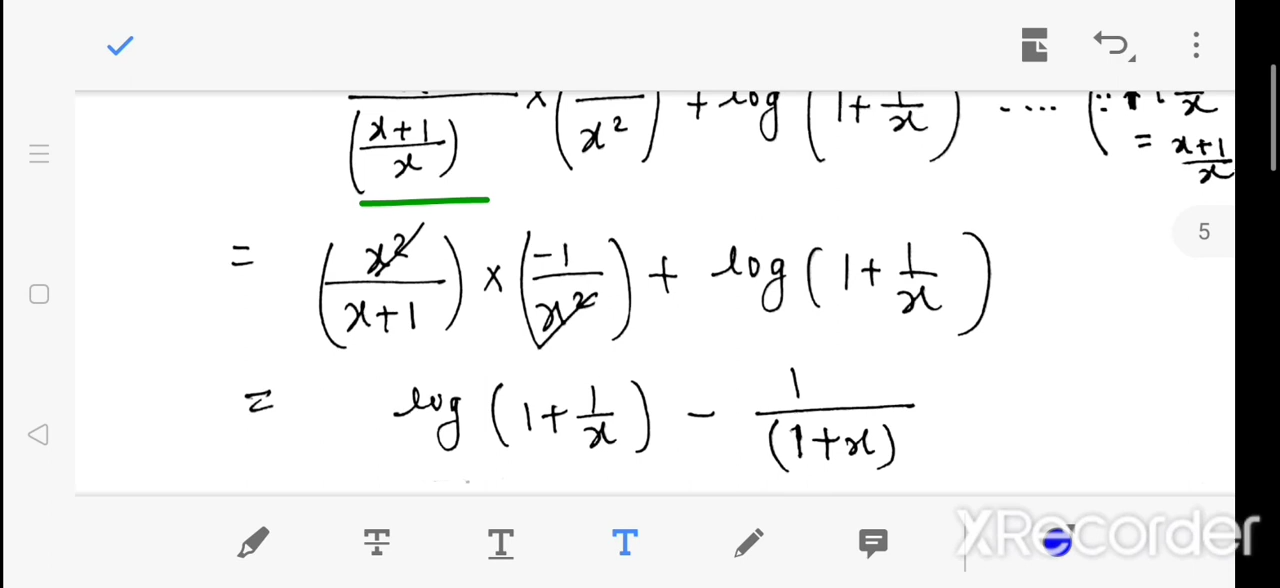 (x+1/x) × ( /x²) + log (1 + 1/x) .... (∵ 1 + 1/x
= x+1/x
= (x²/x+1) × (-1/x²) + log (1 + 1/x)
5
= log (1 + 1/x) - 1/(1+x)
T T T
XRecorder